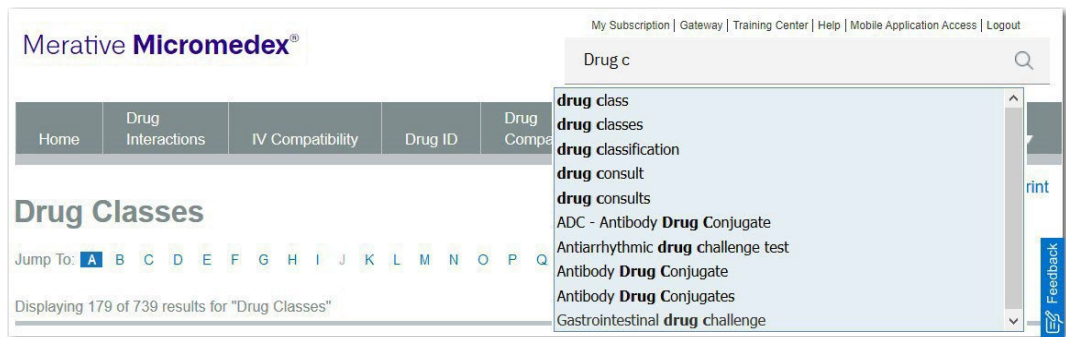 My Subscription | Gateway | Training Center | Help | Mobile Application Access | Logout
Merative Micromedex®
Drug c
Home
Drug Interactions
IV Compatibility
Drug ID
Drug
drug class
drug classes
drug classification
drug consult
drug consults
ADC - Antibody Drug Conjugate
Antiarrhythmic drug challenge test
Antibody Drug Conjugate
Antibody Drug Conjugates
Gastrointestinal drug challenge
rint
Drug Classes
Jump To: A B C D E F G H I J K L M N O P Q
Displaying 179 of 739 results for "Drug Classes"
Feedback